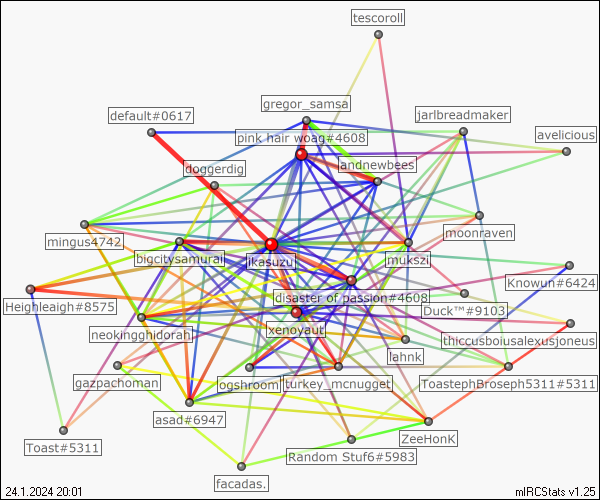 tescoroll
gregor_samsa
default#0617
jarlbreadmaker
pink hair woag#4608
avelicious
andnewbees
doggerdig
moonraven
mingus4742
bigcitysamurai
jkasuzu
mukszi
Knowun#6424
disaster of passion#4608
Heighleaigh#8575
Duck™#9103
xenoyaut
neokingghidorah
thiccusboiusalexusjoneus
lahnk
gazpachoman
ogshroom
turkey_mcnugget
ToastephBroseph5311#5311
asad#6947
ZeeHonK
Toast#5311
Random Stuf6#5983
facadas.
24.1.2024 20:01
mIRCStats v1.25